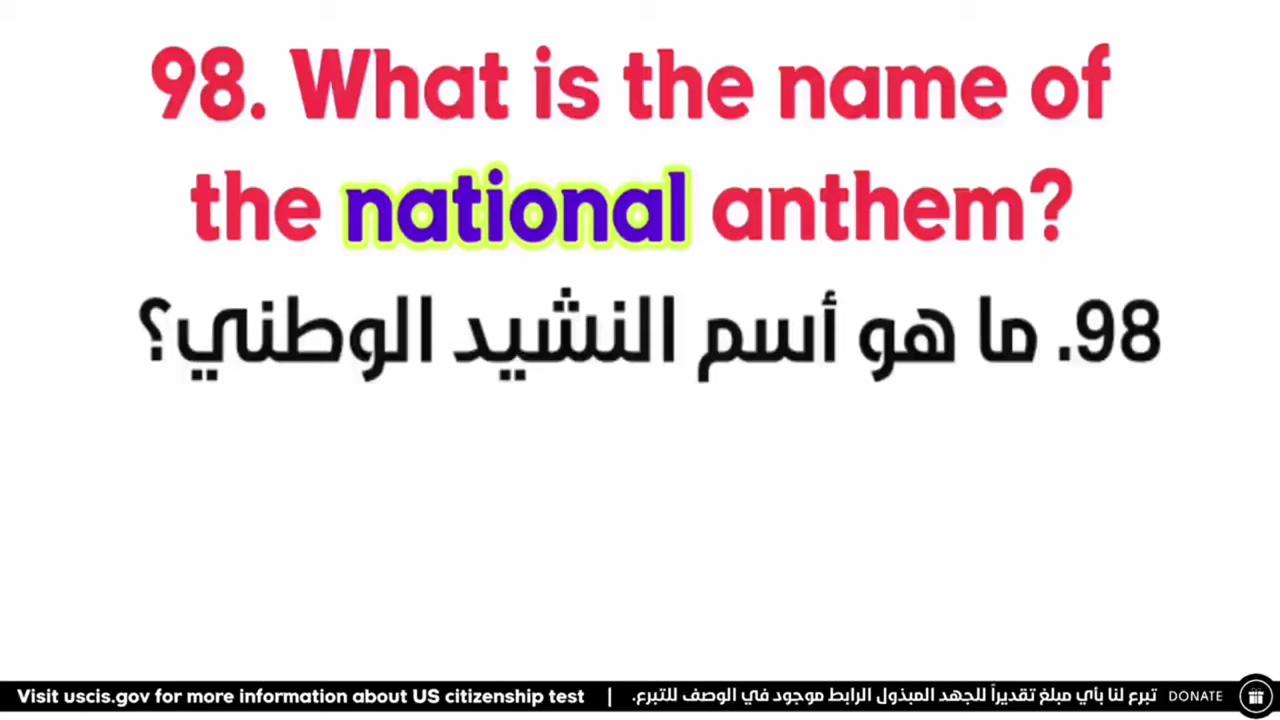 98. What is the name of
the national anthem?
98. ما هو أسم النشيد الوطني؟
Visit uscis.gov for more information about US citizenship test | تبرع لنا بأي مبلغ تقديراً للجهد المبذول الرابط موجود في الوصف للتبرع. DONATE